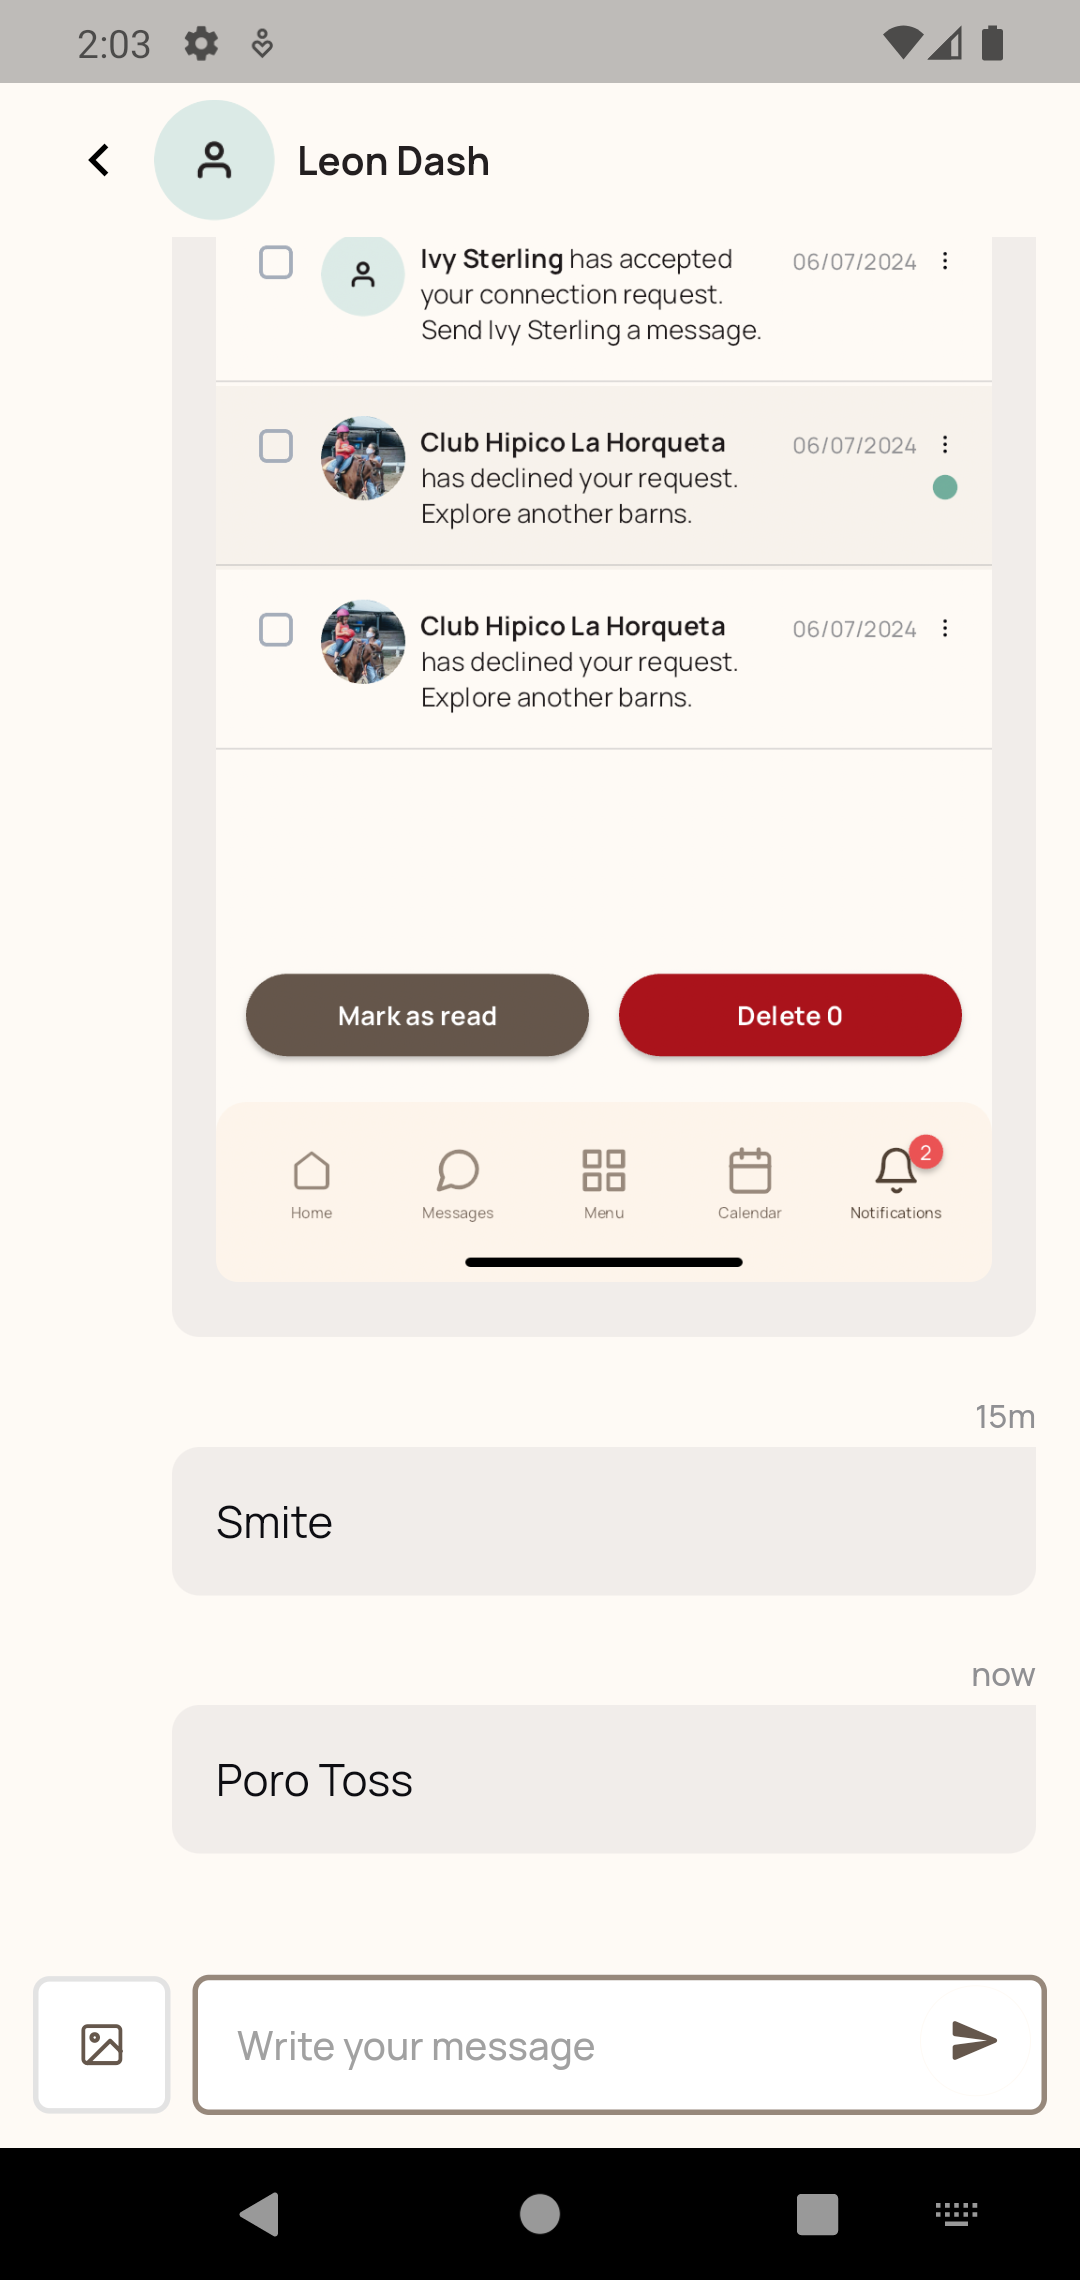 2:03
Leon Dash
Ivy Sterling has accepted 06/07/2024
your connection request.
Send Ivy Sterling a message.
Club Hipico La Horqueta 06/07/2024
has declined your request.
Explore another barns.
Club Hipico La Horqueta 06/07/2024
has declined your request.
Explore another barns.
Mark as read Delete 0
2
Home Messages Menu Calendar Notifications
15m
Smite
now
Poro Toss
Write your message